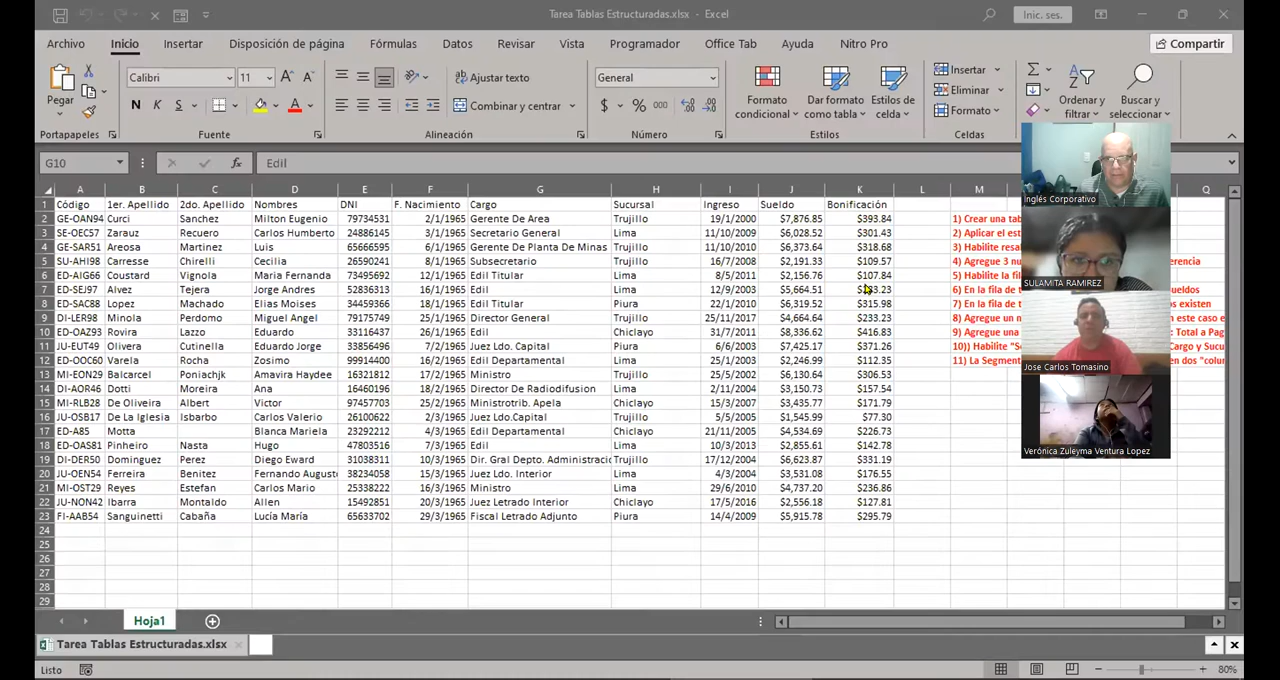 Tarea Tablas Estructuradas.xlsx - Excel
Inic. ses.
Archivo Inicio Insertar Disposición de página Fórmulas Datos Revisar Vista Programador Office Tab Ayuda Nitro Pro
Compartir
Pegar
Calibri 11
N K S
Ajustar texto
Combinar y centrar
General
$ % 000
Formato condicional
Dar formato como tabla
Estilos de celda
Insertar
Eliminar
Formato
Ordenar y filtrar
Buscar y seleccionar
Portapapeles Fuente Alineación Número Estilos Celdas
G10 fx Edil
A B C D E F G H I J K L M Q
1 Código 1er. Apellido 2do. Apellido Nombres DNI F. Nacimiento Cargo Sucursal Ingreso Sueldo Bonificación
2 GE-OAN94 Curci Sanchez Milton Eugenio 79734531 2/1/1965 Gerente De Area Trujillo 19/1/2000 $7,876.85 $393.84 1) Crear una tab
3 SE-OEC57 Zarauz Recuero Carlos Humberto 24886145 3/1/1965 Secretario General Lima 11/10/2009 $6,028.52 $301.43 2) Aplicar el est
4 GE-SAR51 Areosa Martinez Luis 65666595 6/1/1965 Gerente De Planta De Minas Trujillo 11/10/2010 $6,373.64 $318.68 3) Habilite resa
5 SU-AHI98 Carresse Chirelli Cecilia 26590241 8/1/1965 Subsecretario Trujillo 16/7/2008 $2,191.33 $109.57 4) Agregue 3 nu erencia
6 ED-AIG66 Coustard Vignola Maria Fernanda 73495692 12/1/1965 Edil Titular Lima 8/5/2011 $2,156.76 $107.84 5) Habilite la fila
7 ED-SEJ97 Alvez Tejera Jorge Andres 52835313 16/1/1965 Edil Lima 12/9/2003 $5,664.51 6) En la fila de t ueldos
8 ED-SAC88 Lopez Machado Elias Moises 34459366 18/1/1965 Edil Titular Piura 22/1/2010 $6,319.52 $315.98 7) En la fila de t s existen
9 DI-LER98 Minola Perdomo Miguel Angel 79175749 25/1/1965 Director General Lima 25/11/2017 $4,664.64 $233.23 8) Agregue un n en este caso e
10 ED-OAZ93 Rovira Lazzo Eduardo 33116437 26/1/1965 Edil Chiclayo 31/7/2011 $8,336.62 $416.83 9) Agregue una : Total a Pag
11 JU-EUT49 Olivera Cutinella Eduardo Jorge 33856496 7/2/1965 Juez Ldo. Capital Piura 6/6/2003 $7,425.17 $371.26 10)) Habilite "Se Cargo y Sucu
12 ED-OOC60 Varela Rocha Zosimo 99914400 16/2/1965 Edil Departamental Lima 25/1/2003 $2,246.99 $112.35 11) La Segment n dos "colur
13 MI-EON29 Balcarcel Poniachjk Amavira Haydee 16321812 17/2/1965 Ministro Trujillo 25/5/2002 $6,130.64 $306.53
14 DI-AOR46 Dotti Moreira Ana 16460196 18/2/1965 Director De Radiodifusion Lima 2/11/2004 $3,150.73 $157.54
15 MI-RLB28 De Oliveira Albert Victor 97457703 25/2/1965 Ministrotrib. Apela Chiclayo 15/3/2007 $3,435.77 $171.79
16 JU-OSB17 De La Iglesia Isbarbo Carlos Valerio 26100622 2/3/1965 Juez Ldo.Capital Trujillo 5/5/2005 $1,545.99 $77.30
17 ED-A85 Motta Blanca Mariela 23292212 4/3/1965 Edil Departamental Chiclayo 21/11/2005 $4,534.69 $226.73
18 ED-OAS81 Pinheiro Nasta Hugo 47803516 7/3/1965 Edil Lima 10/3/2013 $2,855.61 $142.78
19 DI-DER50 Dominguez Perez Diego Eward 31038311 10/3/1965 Dir. Gral Depto. Administracio Trujillo 17/12/2004 $6,623.87 $331.19
20 JU-OEN54 Ferreira Benitez Fernando Augusto 38234058 15/3/1965 Juez Ldo. Interior Lima 4/3/2004 $3,531.08 $176.55
21 MI-OST29 Reyes Estefan Carlos Mario 25338222 16/3/1965 Ministro Lima 29/6/2010 $4,737.20 $236.86
22 JU-NON42 Ibarra Montaldo Allen 15492851 20/3/1965 Juez Letrado Interior Chiclayo 17/5/2016 $2,556.18 $127.81
23 FI-AAB54 Sanguinetti Cabaña Lucía María 65633702 29/3/1965 Fiscal Letrado Adjunto Piura 14/4/2009 $5,915.78 $295.79
24
25
26
27
28
29
Inglés Corporativo
SULAMITA RAMIREZ
Jose Carlos Tomasino
Verónica Zuleyma Ventura Lopez
Hoja1
Tarea Tablas Estructuradas.xlsx
Listo 80%